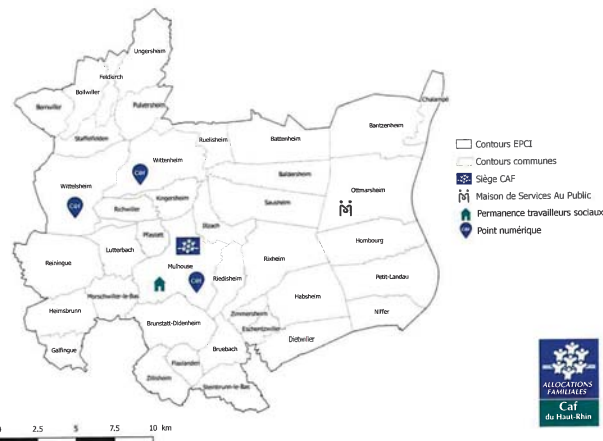 Ungersheim
Feldkirch
Bollwiller
Berrwiller
Pulversheim
Staffelfelden
Ruelisheim
Battenheim
Bantzenheim
Chalampé
Wittenheim
Caf
Wittelsheim
Caf
Kingersheim
Richwiller
Baldersheim
Sausheim
Ottmarsheim
Pfastatt
Illzach
Lutterbach
Reiningue
Mulhouse
Riedisheim
Caf
Rixheim
Hombourg
Petit-Landau
Habsheim
Niffer
Morschwiller-le-Bas
Heimsbrunn
Galfingue
Brunstatt-Didenheim
Zimmersheim
Eschentzwiller
Dietwiller
Bruebach
Flaxlanden
Zillisheim
Steinbrunn-le-Bas
Contours EPCI
Contours communes
Siège CAF
Maison de Services Au Public
Permanence travailleurs sociaux
Caf Point numérique
2.5 5 7.5 10 km
ALLOCATIONS
FAMILIALES
Caf
du Haut-Rhin